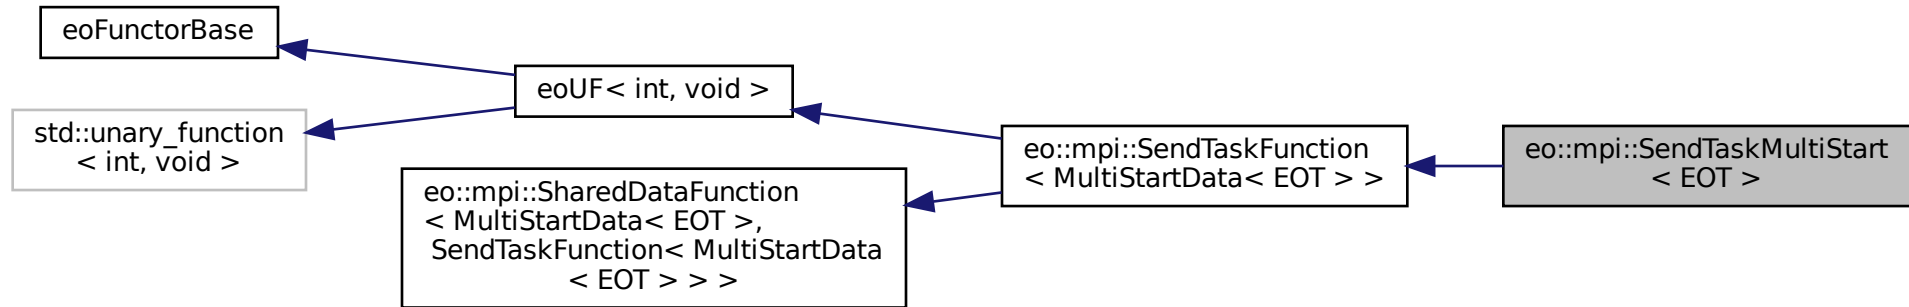 eoFunctorBase
std::unary_function
< int, void >
eoUF< int, void >
eo::mpi::SharedDataFunction
< MultiStartData< EOT >,
SendTaskFunction< MultiStartData
< EOT > > >
eo::mpi::SendTaskFunction
< MultiStartData< EOT > >
eo::mpi::SendTaskMultiStart
< EOT >